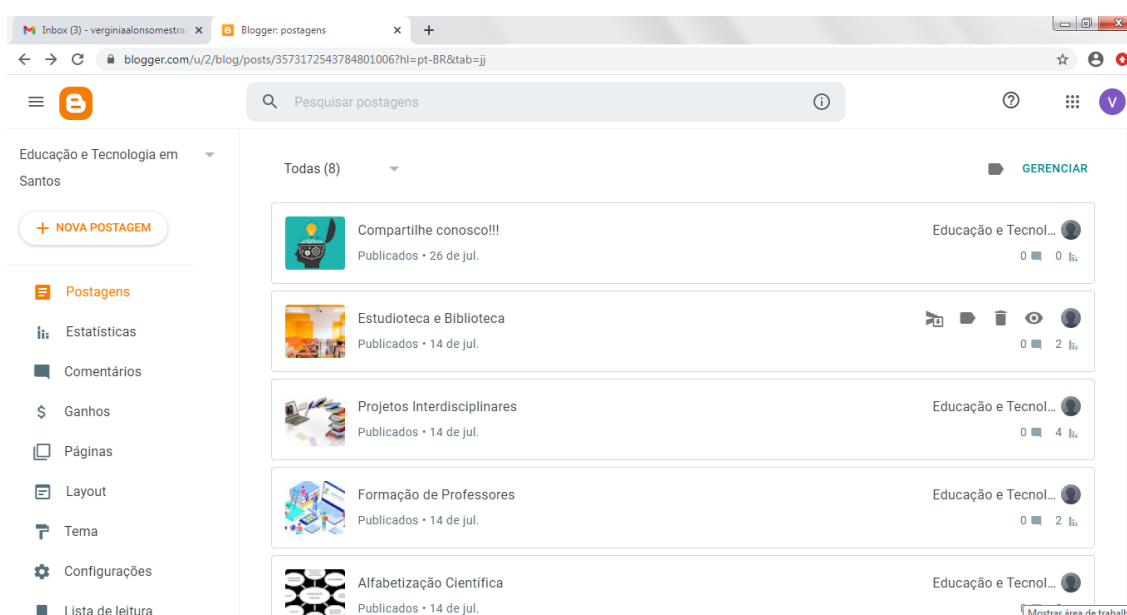 Inbox (3) - verginiaalonsomestra
Blogger: postagens
blogger.com/u/2/blog/posts/3573172543784801006?hl=pt-BR&tab=jj
Pesquisar postagens
V
Educação e Tecnologia em
Santos
Todas (8)
GERENCIAR
+ NOVA POSTAGEM
Postagens
Estatísticas
Comentários
Ganhos
Páginas
Layout
Tema
Configurações
Lista de leitura
Compartilhe conosco!!!
Educação e Tecnol...
Publicados • 26 de jul.
0 0
Estudioteca e Biblioteca
Publicados • 14 de jul.
0 2
Projetos Interdisciplinares
Educação e Tecnol...
Publicados • 14 de jul.
0 4
Formação de Professores
Educação e Tecnol...
Publicados • 14 de jul.
0 2
Alfabetização Científica
Educação e Tecnol...
Publicados • 14 de jul.
Mostrar área de trabalh